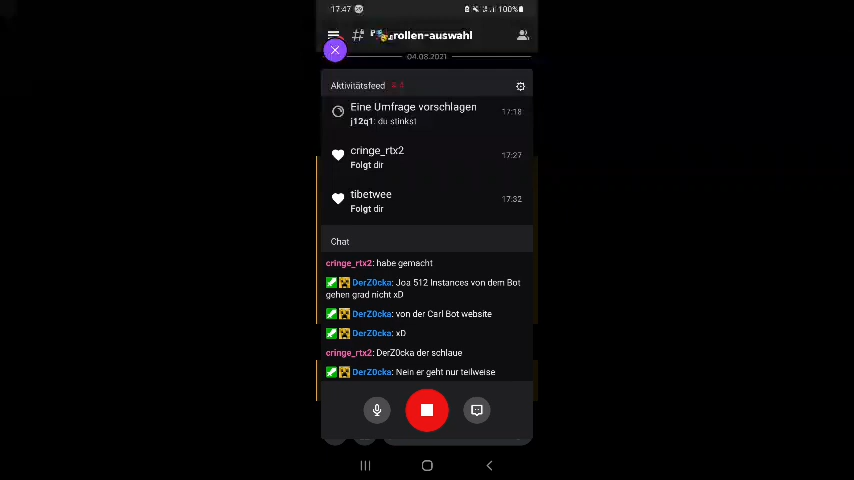 17:47
100%
rollen-auswahl
04.08.2021
Aktivitätsfeed
Eine Umfrage vorschlagen
17:18
j12q1: du stinkst
cringe_rtx2
17:27
Folgt dir
tibetwee
17:32
Folgt dir
Chat
cringe_rtx2: habe gemacht
DerZ0cka: Joa 512 Instances von dem Bot
gehen grad nicht xD
DerZ0cka: von der Carl Bot website
DerZ0cka: xD
cringe_rtx2: DerZ0cka der schlaue
DerZ0cka: Nein er geht nur teilweise